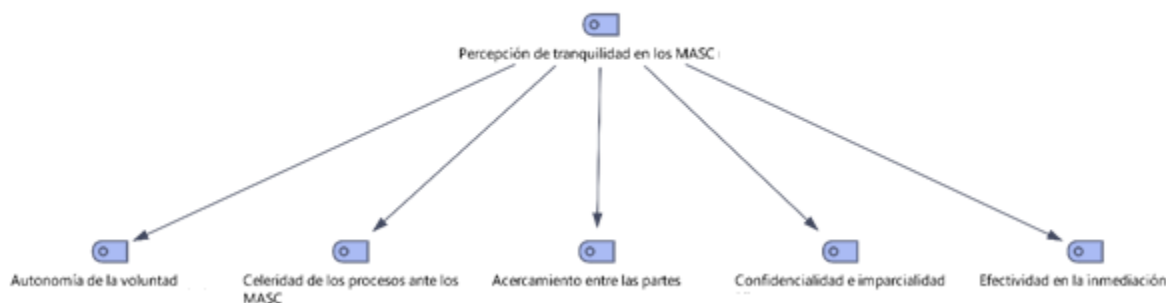 Percepción de tranquilidad en los MASC
Autonomía de la voluntad
Celeridad de los procesos ante los
MASC
Acercamiento entre las partes
Confidencialidad e imparcialidad
Efectividad en la inmediación